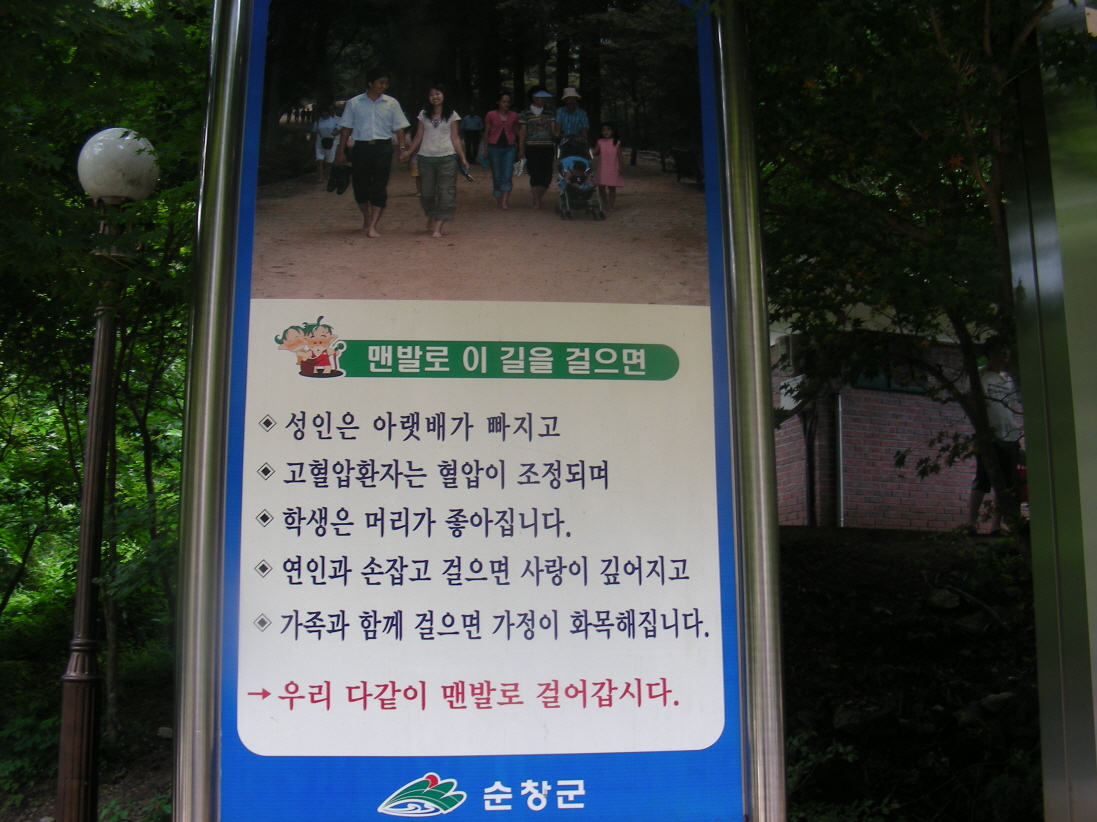 맨발로 이 길을 걸으면
◈ 성인은 아랫배가 빠지고
◈ 고혈압환자는 혈압이 조정되며
◈ 학생은 머리가 좋아집니다.
◈ 연인과 손잡고 걸으면 사랑이 깊어지고
◈ 가족과 함께 걸으면 가정이 화목해집니다.
→ 우리 다같이 맨발로 걸어갑시다.
순창군